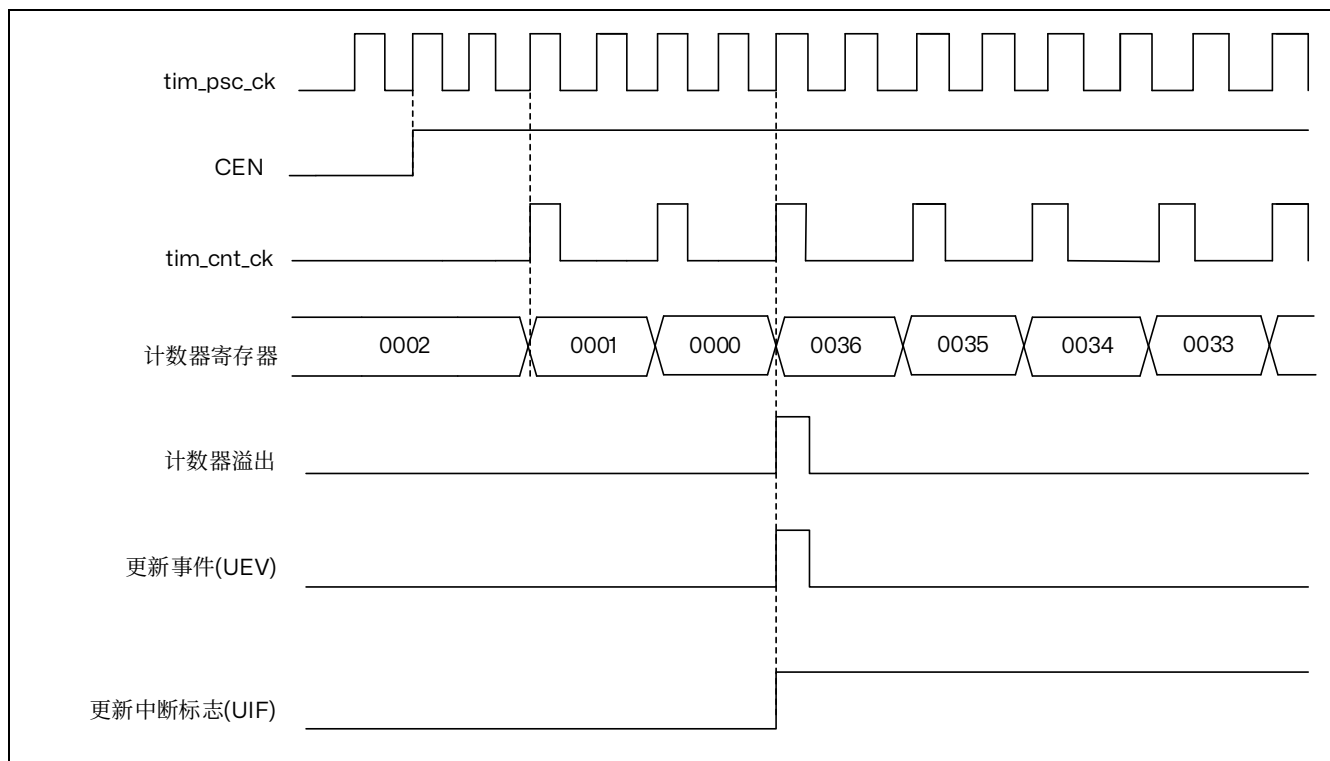 tim_psc_ck
CEN
tim_cnt_ck
计数器寄存器 0002 0001 0000 0036 0035 0034 0033
计数器溢出
更新事件(UEV)
更新中断标志(UIF)